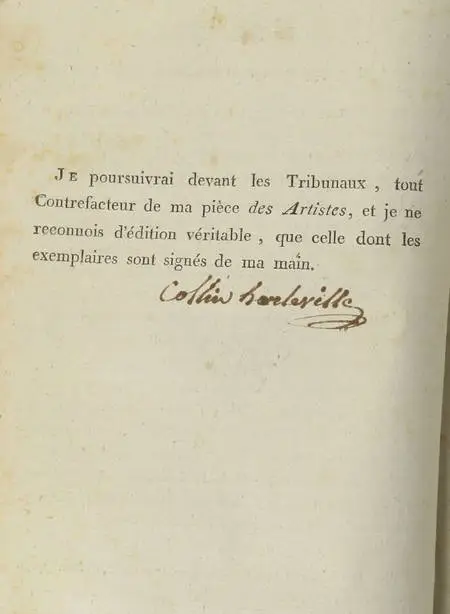 JE poursuivrai devant les Tribunaux , tout
Contrefacteur de ma pièce des Artistes, et je ne
reconnois d'édition véritable , que celle dont les
exemplaires sont signés de ma main.
Collin harleville